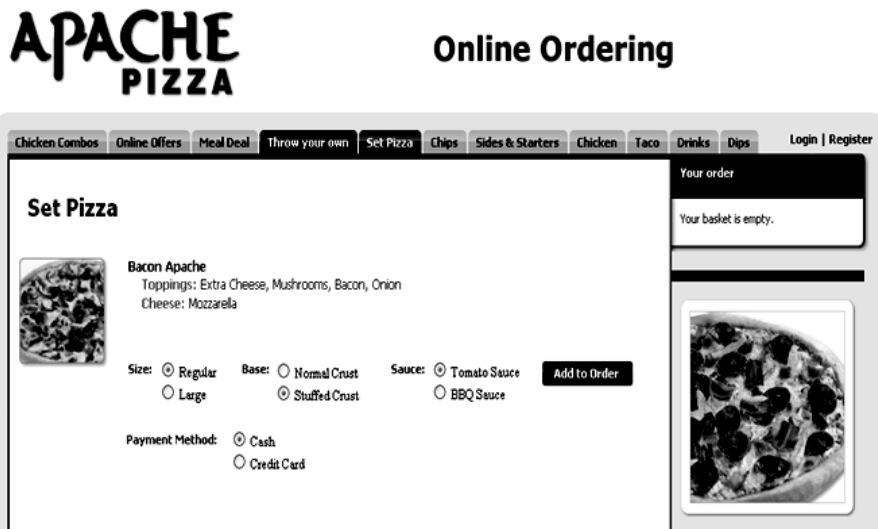 APACHE
PIZZA
Online Ordering
Chicken Combos Online Offers Meal Deal Throw your own Set Pizza Chips Sides & Starters Chicken Taco Drinks Dips Login | Register
Your order
Your basket is empty.
Set Pizza
Bacon Apache
Toppings: Extra Cheese, Mushrooms, Bacon, Onion
Cheese: Mozzarella
Size: Regular Base: Normal Crust Sauce: Tomato Sauce Add to Order
Large Stuffed Crust BBQ Sauce
Payment Method: Cash
Credit Card